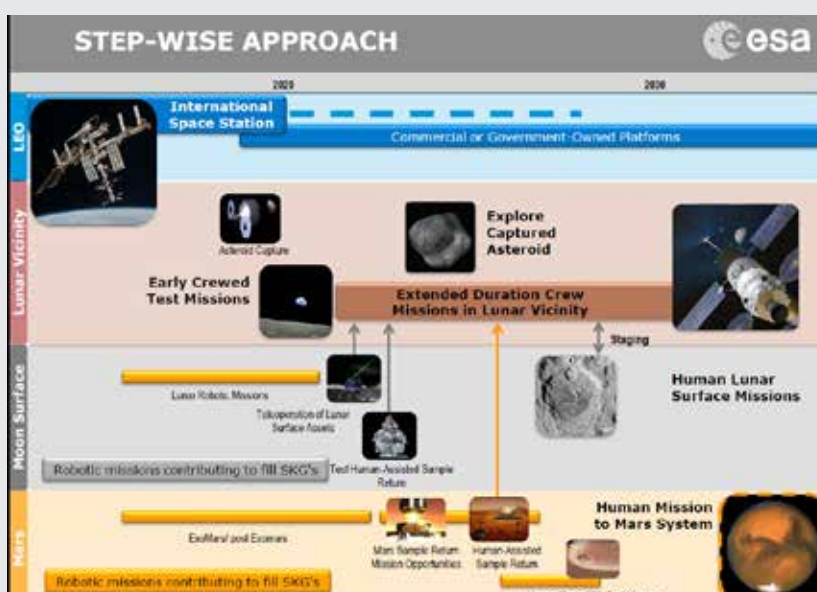 STEP-WISE APPROACH
esa
2020
2030
LEO
International
Space Station
Commercial or Government-Owned Platforms
Lunar Vicinity
Asteroid Capture
Explore
Captured
Asteroid
Early Crewed
Test Missions
Extended Duration Crew
Missions in Lunar Vicinity
Staging
Moon Surface
Lunar Robotic Missions
Teleoperation of Lunar
Surface Assets
Human Lunar
Surface Missions
Robotic missions contributing to fill SKG's
Test Human-Assisted Sample
Return
Mars
Human Mission
to Mars System
ExoMars/ post Exomars
Mars Sample Return
Mission Opportunities
Human-Assisted
Sample Return
Robotic missions contributing to fill SKG's